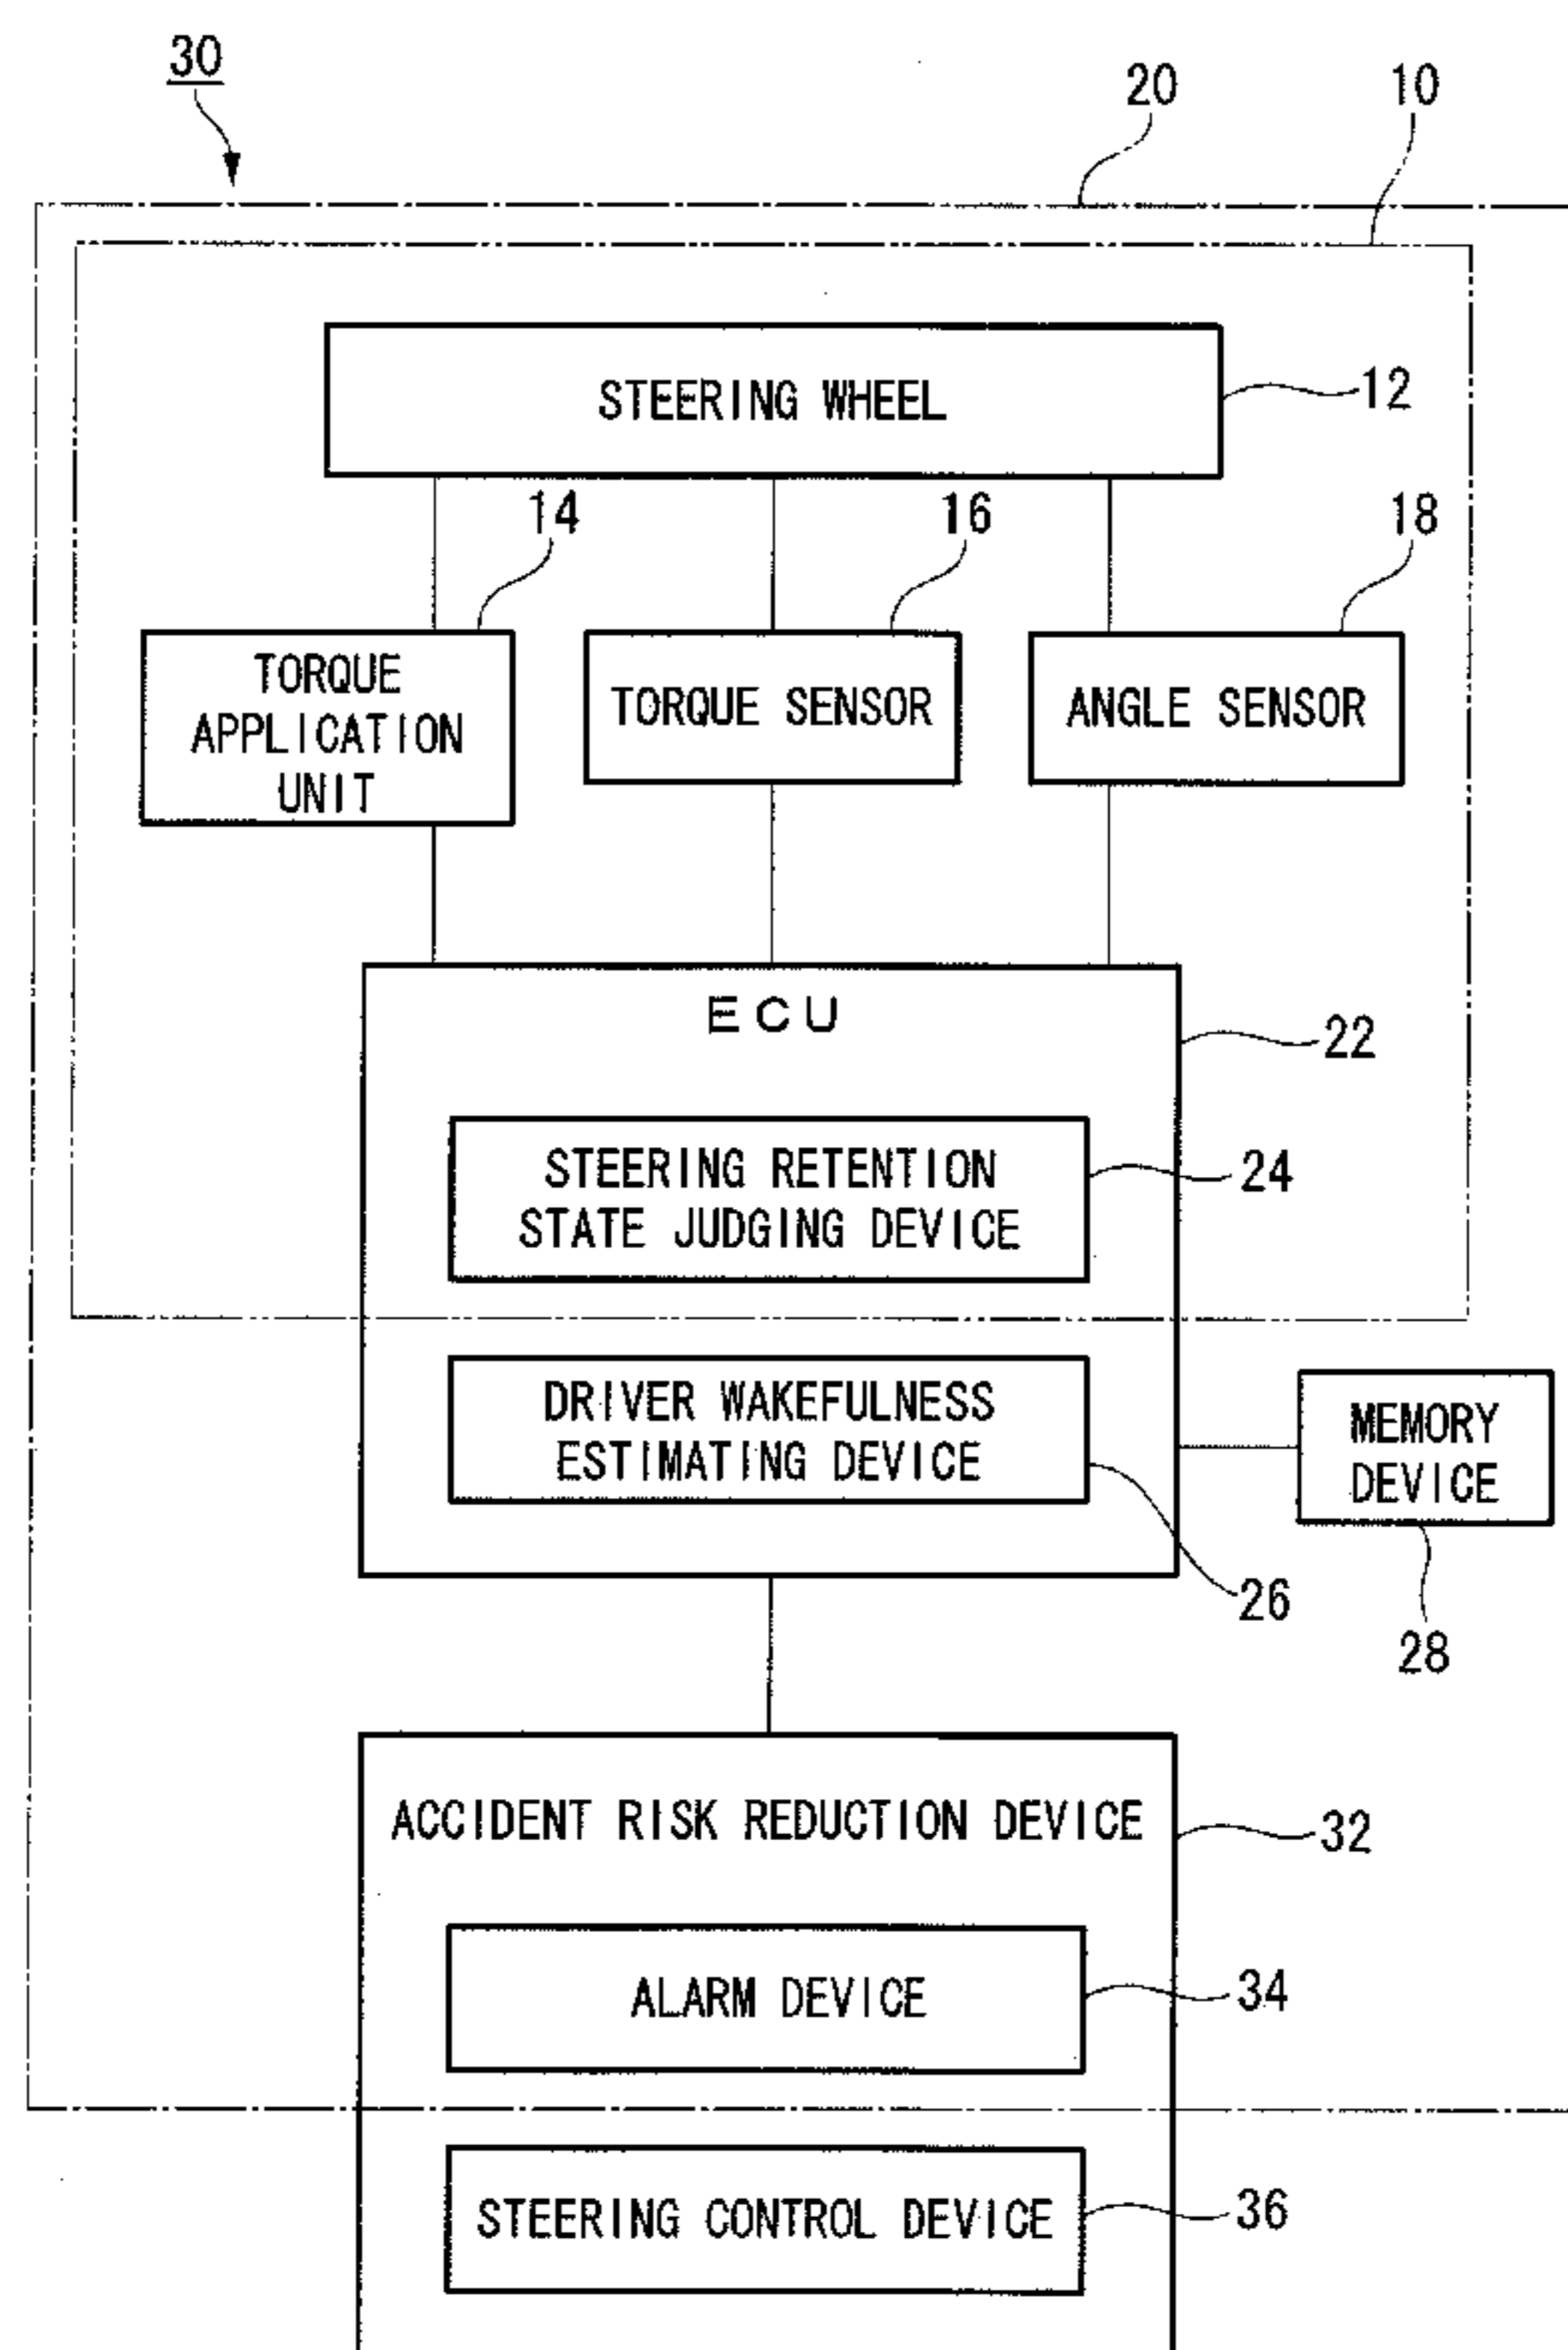 30
20
10
STEERING WHEEL
12
14
16
18
TORQUE
APPLICATION
UNIT
TORQUE SENSOR
ANGLE SENSOR
ECU
22
STEERING RETENTION
STATE JUDGING DEVICE
24
DRIVER WAKEFULNESS
ESTIMATING DEVICE
26
MEMORY
DEVICE
28
ACCIDENT RISK REDUCTION DEVICE
32
ALARM DEVICE
34
STEERING CONTROL DEVICE
36